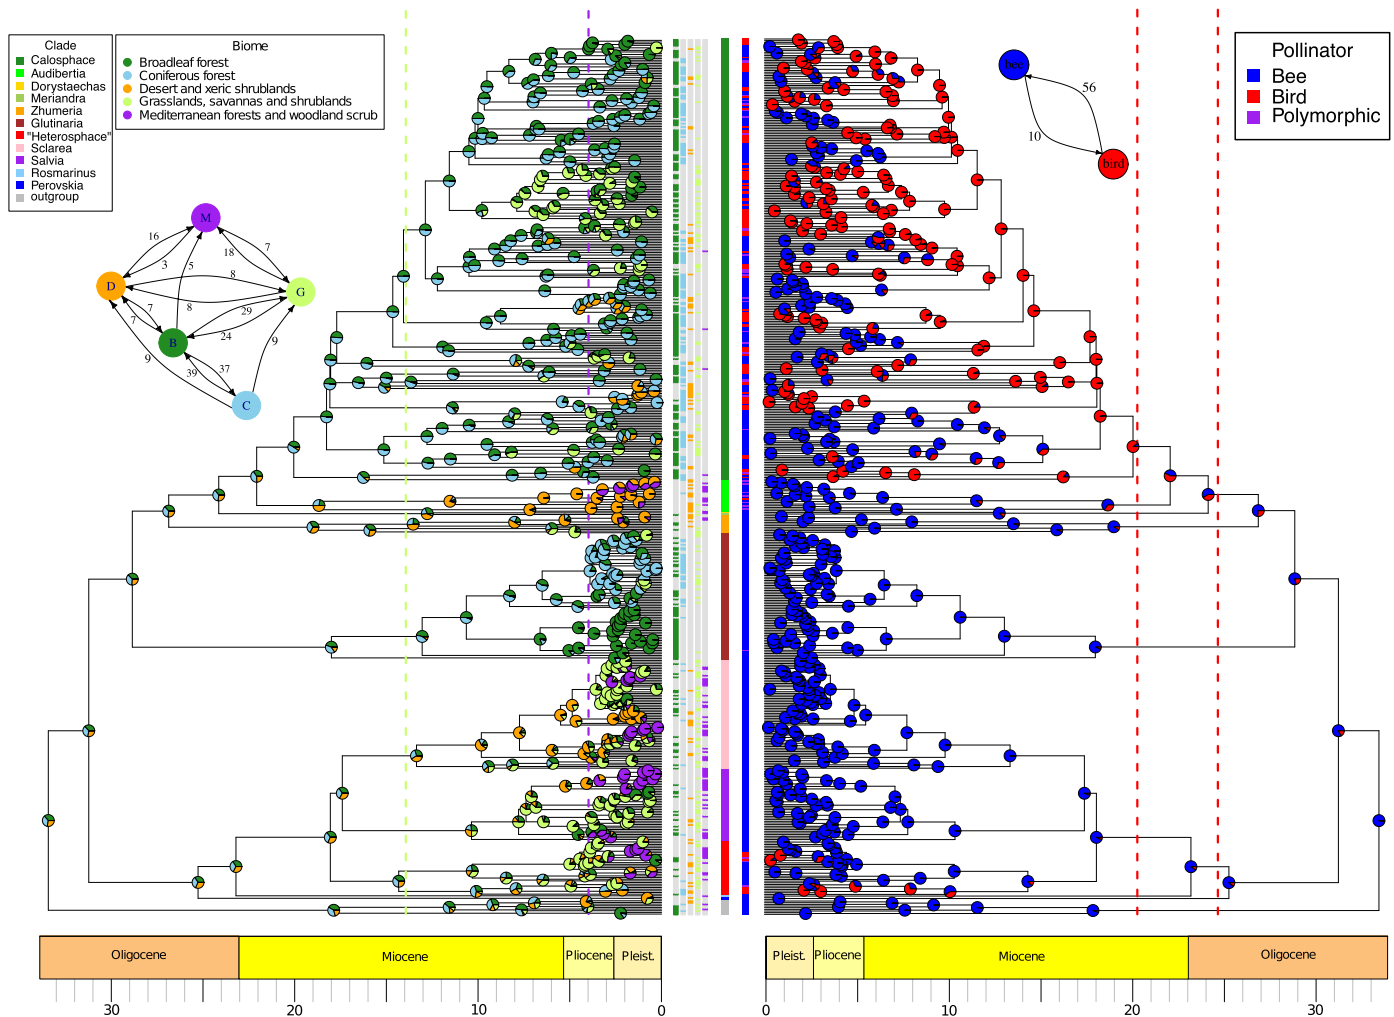 Clade
Calosphace
Audibertia
Dorystaechas
Meriandra
Zhumeria
Glutinaria
"Heterosphace"
Sclarea
Salvia
Rosmarinus
Perovskia
outgroup
Biome
Broadleaf forest
Coniferous forest
Desert and xeric shrublands
Grasslands, savannas and shrublands
Mediterranean forests and woodland scrub
M
16
3
5
18
7
D
8
G
7
7
8
29
24
B
9
39
37
9
C
bee
56
10
bird
Pollinator
Bee
Bird
Polymorphic
Oligocene
Miocene
Pliocene
Pleist.
30
20
10
0
Pleist.
Pliocene
Miocene
Oligocene
0
10
20
30